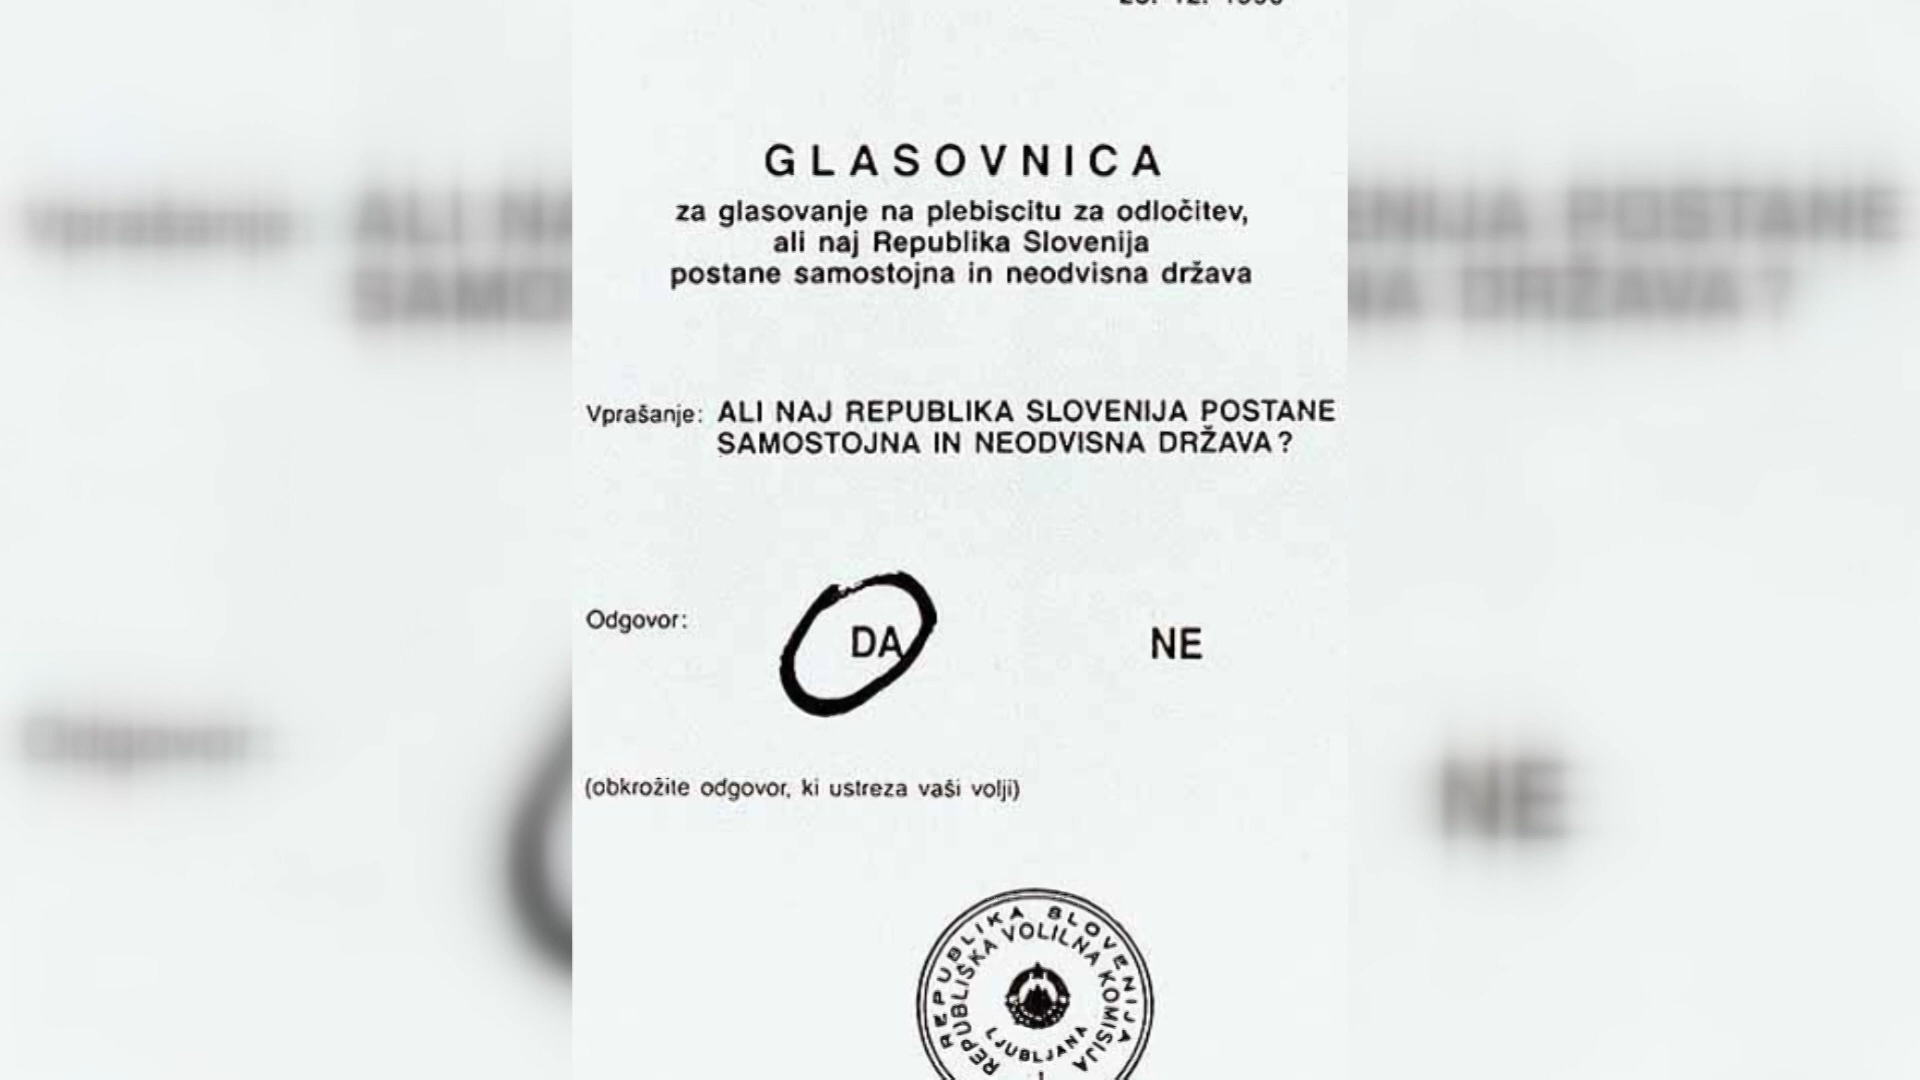 GLASOVNICA
za glasovanje na plebiscitu za odločitev,
ali naj Republika Slovenija
postane samostojna in neodvisna država
Vprašanje: ALI NAJ REPUBLIKA SLOVENIJA POSTANE
SAMOSTOJNA IN NEODVISNA DRŽAVA?
Odgovor: DA NE
(obkrožite odgovor, ki ustreza vaši volji)
REPUBLIKA SLOVENIJA
REPUBLIŠKA VOLILNA KOMISIJA
LJUBLJANA
1